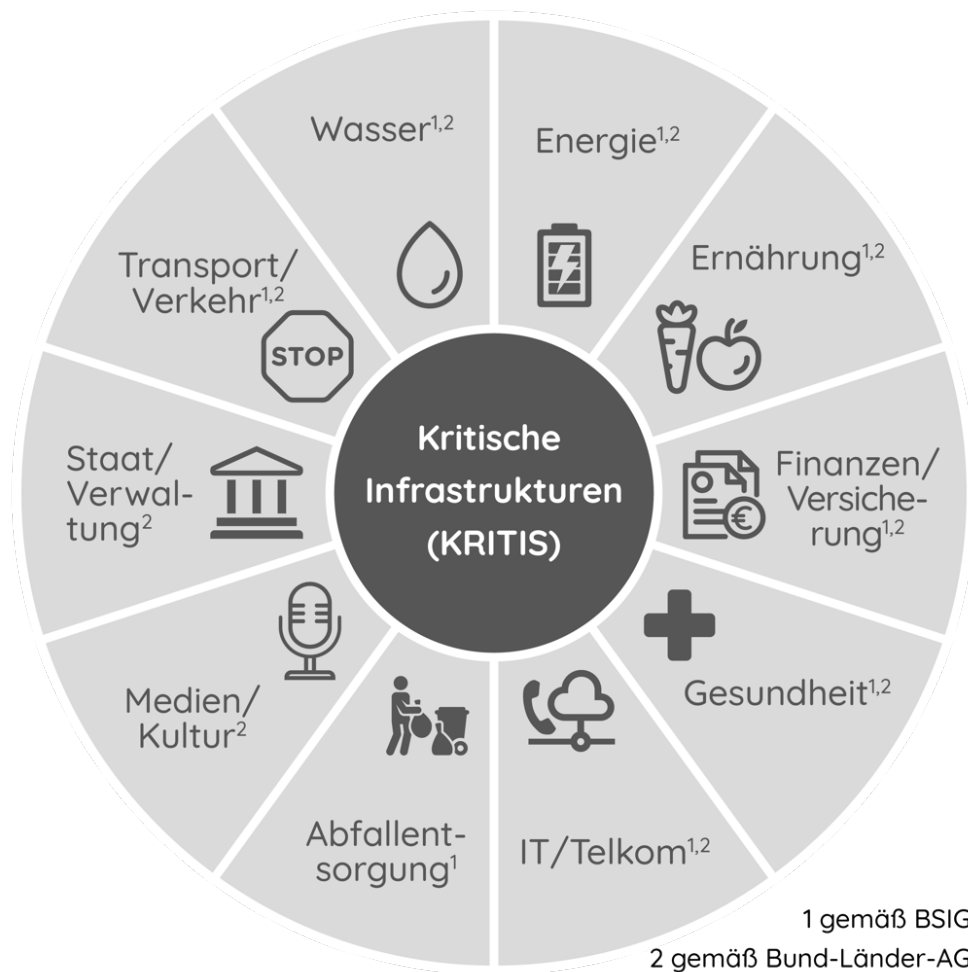 Wasser1,2
Energie1,2
Ernährung1,2
Transport/
Verkehr1,2
STOP
Staat/
Verwal-
tung2
Kritische
Infrastrukturen
(KRITIS)
Finanzen/
Versiche-
rung1,2
€
Medien/
Kultur2
Gesundheit1,2
Abfallent-
sorgung1
IT/Telkom1,2
1 gemäß BSIG
2 gemäß Bund-Länder-AG